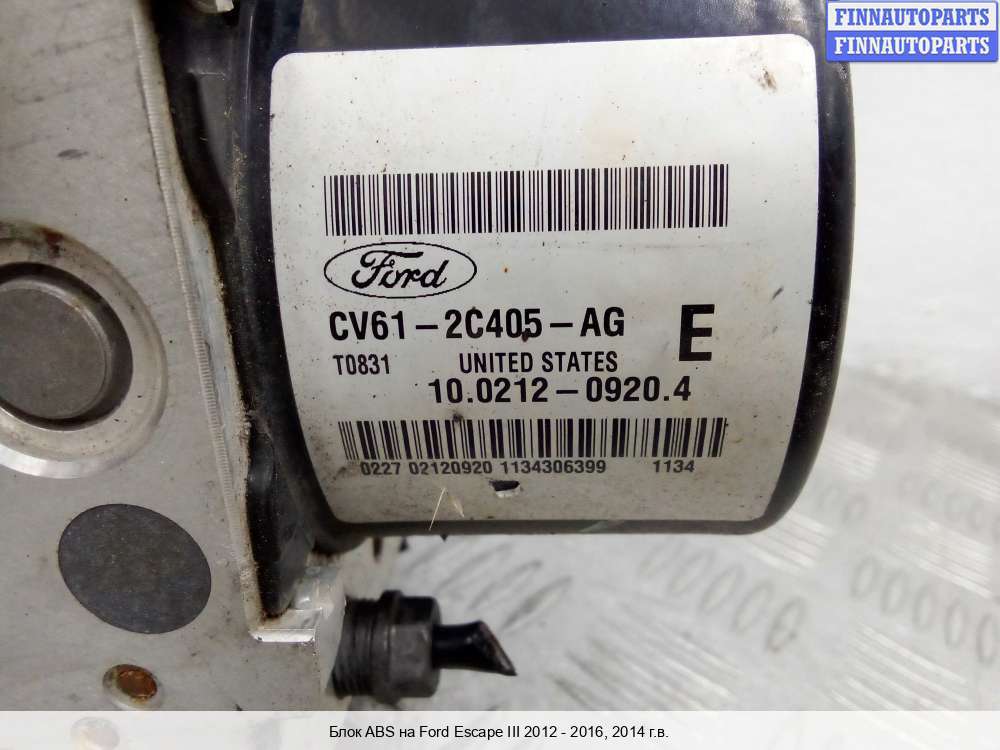 FINNAUTOPARTS
FINNAUTOPARTS
Ford
CV61-2C405-AG E
T0831 UNITED STATES
10.0212-0920.4
0227 02120920 1134306399 1134
Блок ABS на Ford Escape III 2012 - 2016, 2014 г.в.